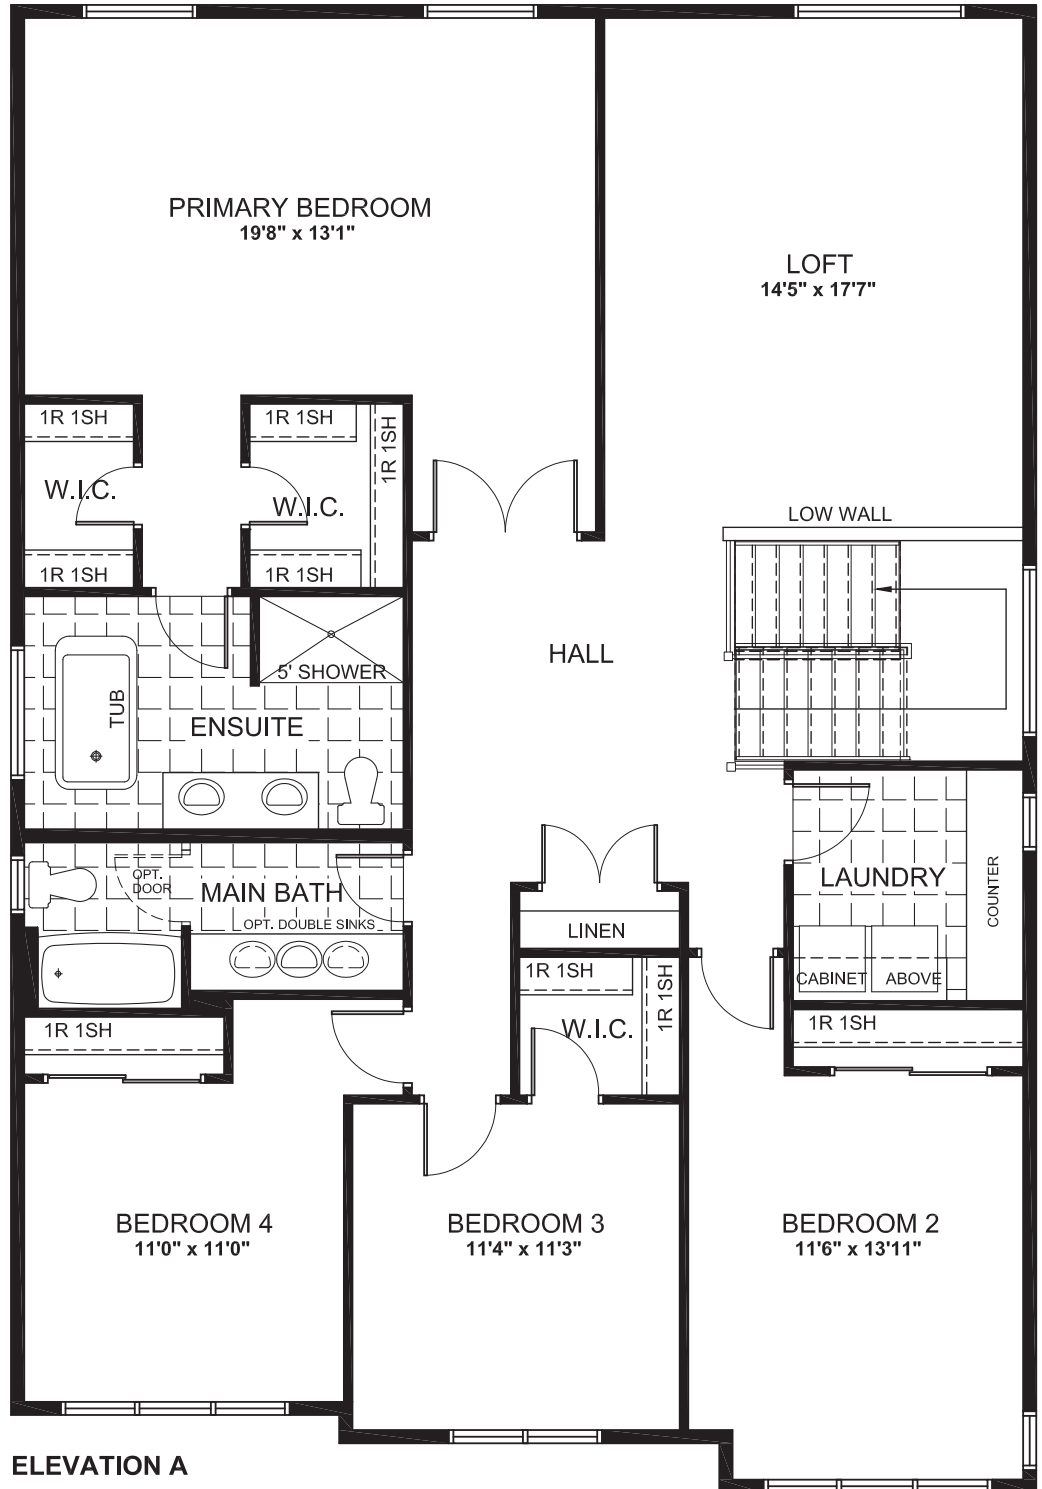 PRIMARY BEDROOM
19'8" x 13'1"
LOFT
14'5" x 17'7"
1R 1SH
1R 1SH
1R 1SH
W.I.C.
W.I.C.
1R 1SH
1R 1SH
LOW WALL
HALL
5' SHOWER
TUB
ENSUITE
OPT.
DOOR
MAIN BATH
OPT. DOUBLE SINKS
LAUNDRY
COUNTER
LINEN
CABINET ABOVE
1R 1SH
1R 1SH
W.I.C.
1R 1SH
1R 1SH
BEDROOM 4
11'0" x 11'0"
BEDROOM 3
11'4" x 11'3"
BEDROOM 2
11'6" x 13'11"
ELEVATION A